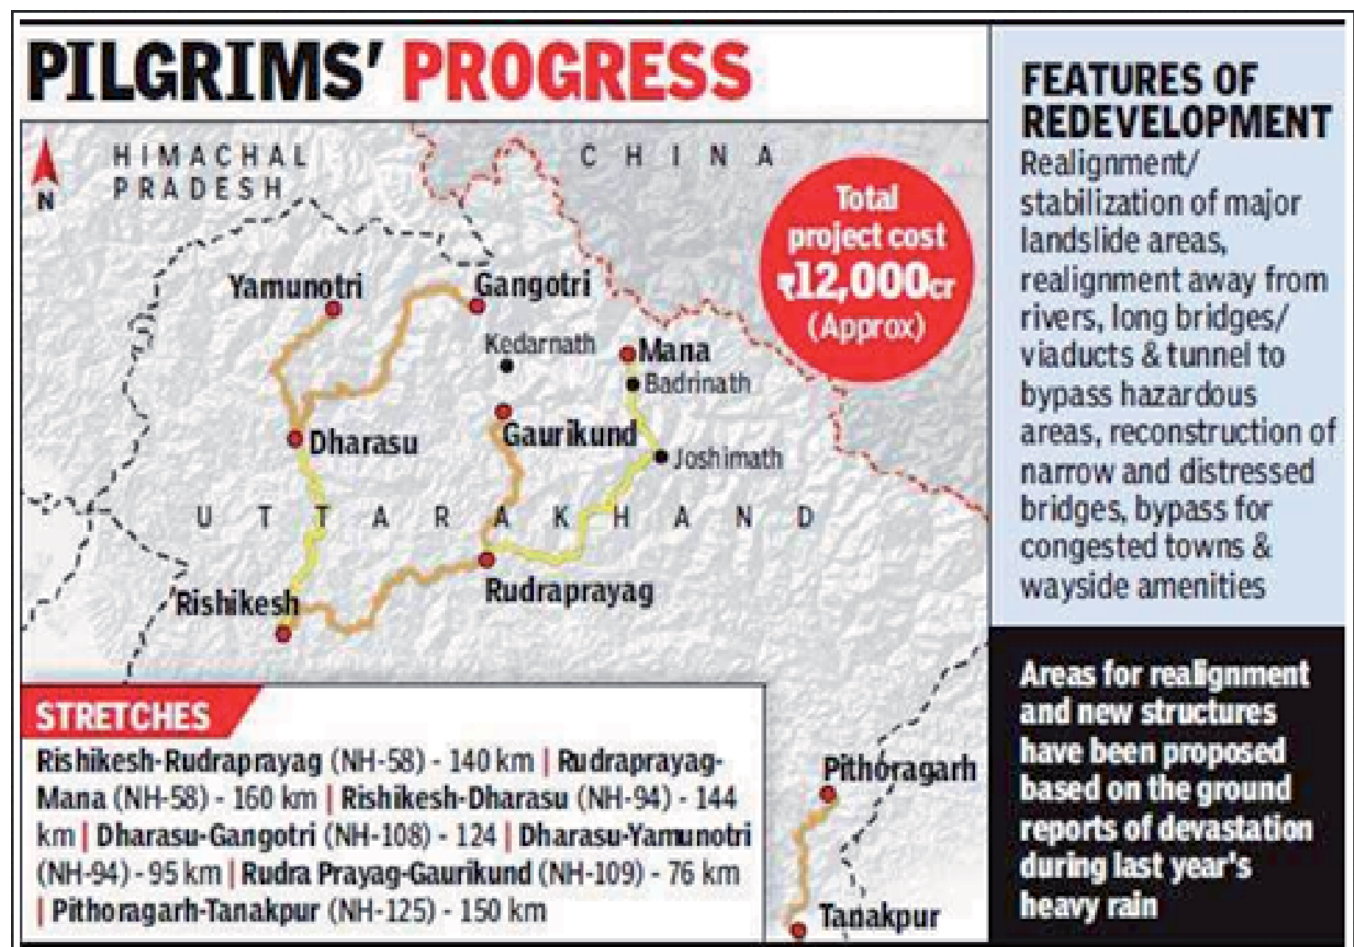 PILGRIMS' PROGRESS
N
HIMACHAL
PRADESH
CHINA
Total
project cost
₹12,000cr
(Approx)
Yamunotri
Gangotri
Kedarnath
Mana
Badrinath
Gaurikund
Dharasu
Joshimath
UTTARAKHAND
Rishikesh
Rudraprayag
Pithoragarh
Tanakpur
STRETCHES
Rishikesh-Rudraprayag (NH-58) - 140 km | Rudraprayag-
Mana (NH-58) - 160 km | Rishikesh-Dharasu (NH-94) - 144
km | Dharasu-Gangotri (NH-108) - 124 | Dharasu-Yamunotri
(NH-94) - 95 km | Rudra Prayag-Gaurikund (NH-109) - 76 km
| Pithoragarh-Tanakpur (NH-125) - 150 km
FEATURES OF
REDEVELOPMENT
Realignment/
stabilization of major
landslide areas,
realignment away from
rivers, long bridges/
viaducts & tunnel to
bypass hazardous
areas, reconstruction of
narrow and distressed
bridges, bypass for
congested towns &
wayside amenities
Areas for realignment
and new structures
have been proposed
based on the ground
reports of devastation
during last year's
heavy rain